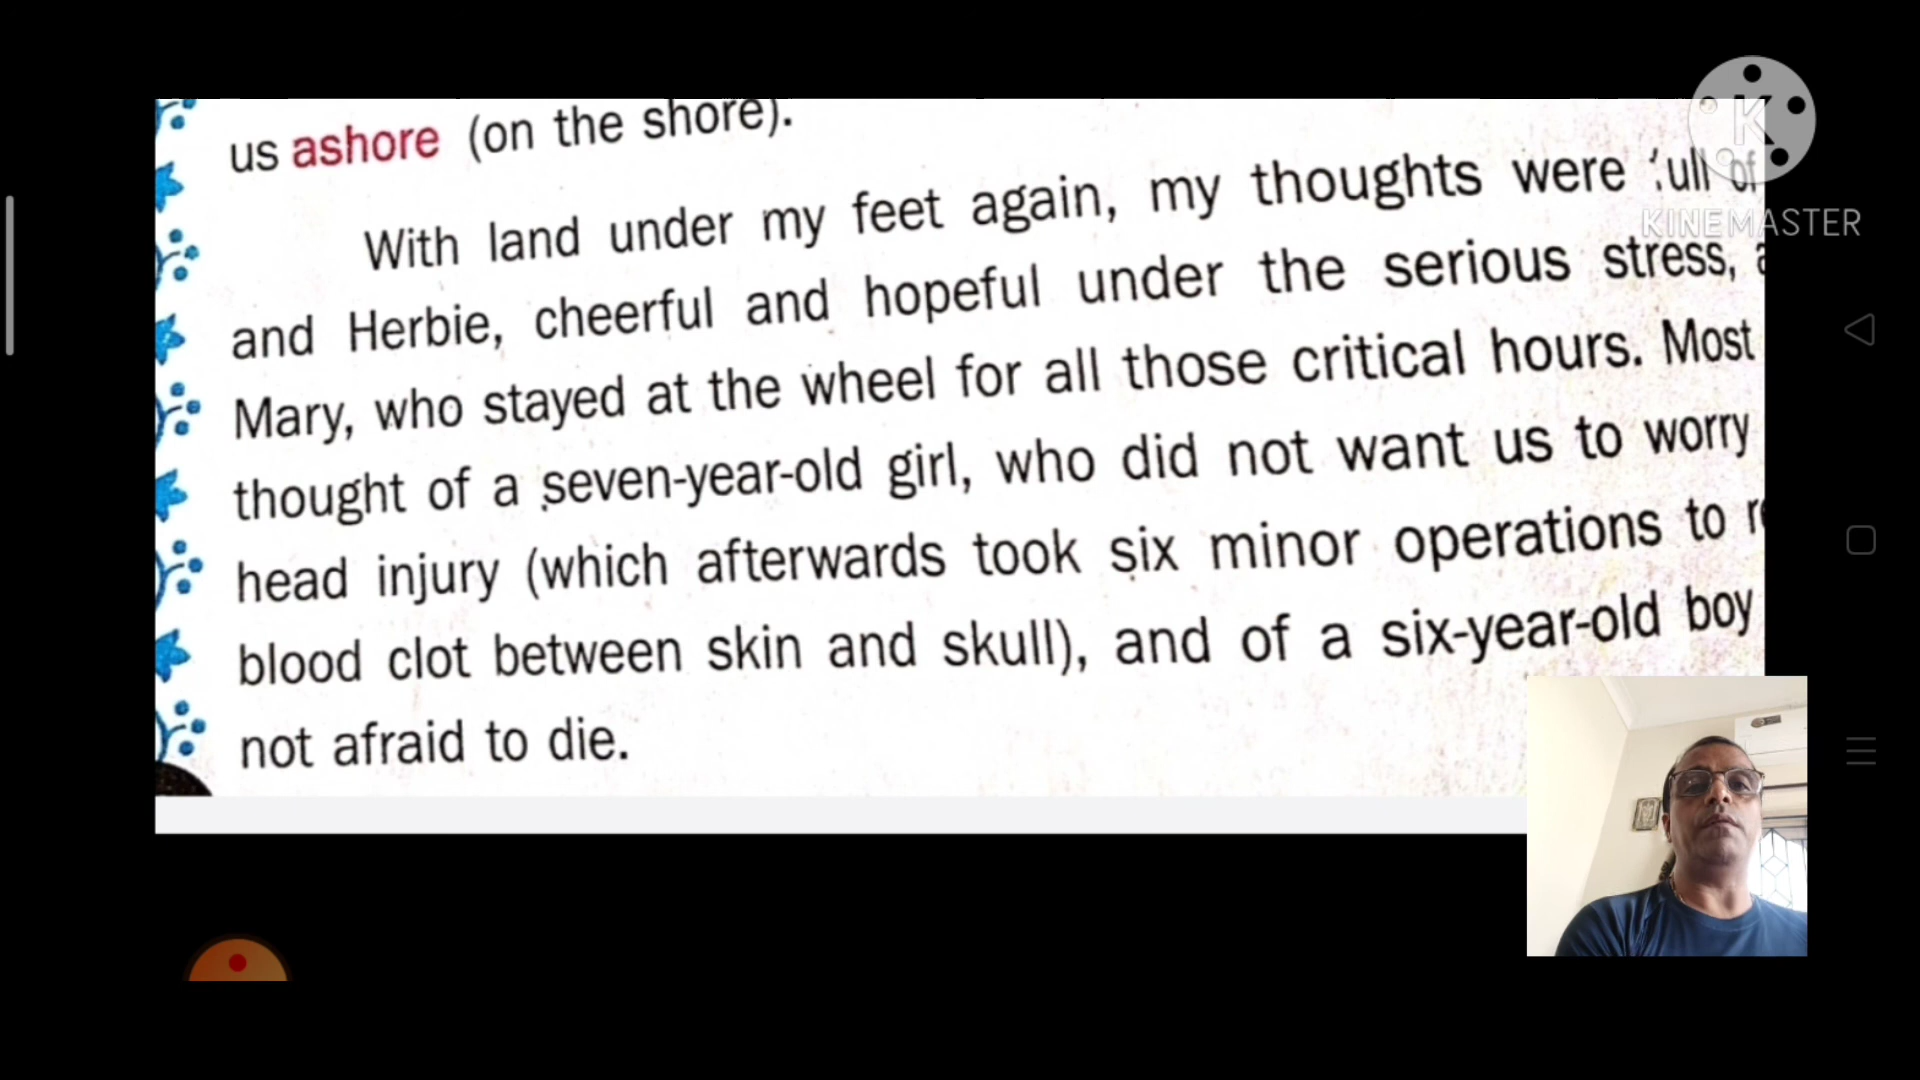 us ashore (on the shore).
With land under my feet again, my thoughts were of
and Herbie, cheerful and hopeful under the serious stress,
Mary, who stayed at the wheel for all those critical hours. Most
thought of a seven-year-old girl, who did not want us to worry
head injury (which afterwards took six minor operations to
blood clot between skin and skull), and of a six-year-old boy
not afraid to die.
K
KINEMASTER